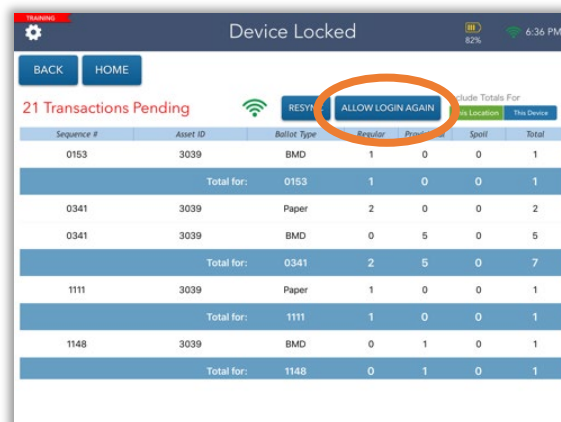 TRAINING
Device Locked
82%
6:36 PM
BACK HOME
21 Transactions Pending
ALLOW LOGIN AGAIN
Totals For
Location This Device
Sequence # Asset ID Ballot Type Regular Spoil Total
0153 3039 BMD 1 0 0 1
Total for: 0153 1 0 0 1
0341 3039 Paper 2 0 0 2
0341 3039 BMD 0 5 0 5
Total for: 0341 2 5 0 7
1111 3039 Paper 1 0 0 1
Total for: 1111 1 0 0 1
1148 3039 BMD 0 1 0 1
Total for: 1148 0 1 0 1